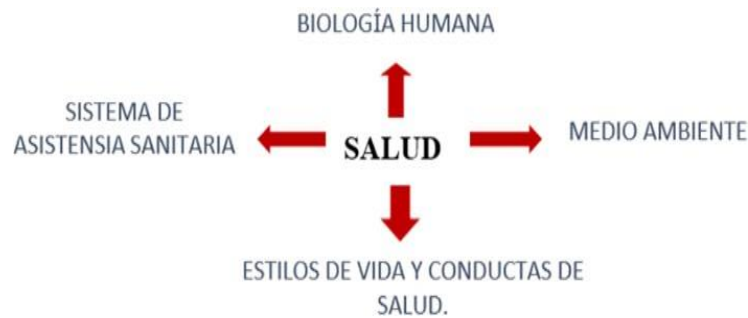 BIOLOGÍA HUMANA
SISTEMA DE
ASISTENSIA SANITARIA
SALUD
MEDIO AMBIENTE
ESTILOS DE VIDA Y CONDUCTAS DE
SALUD.